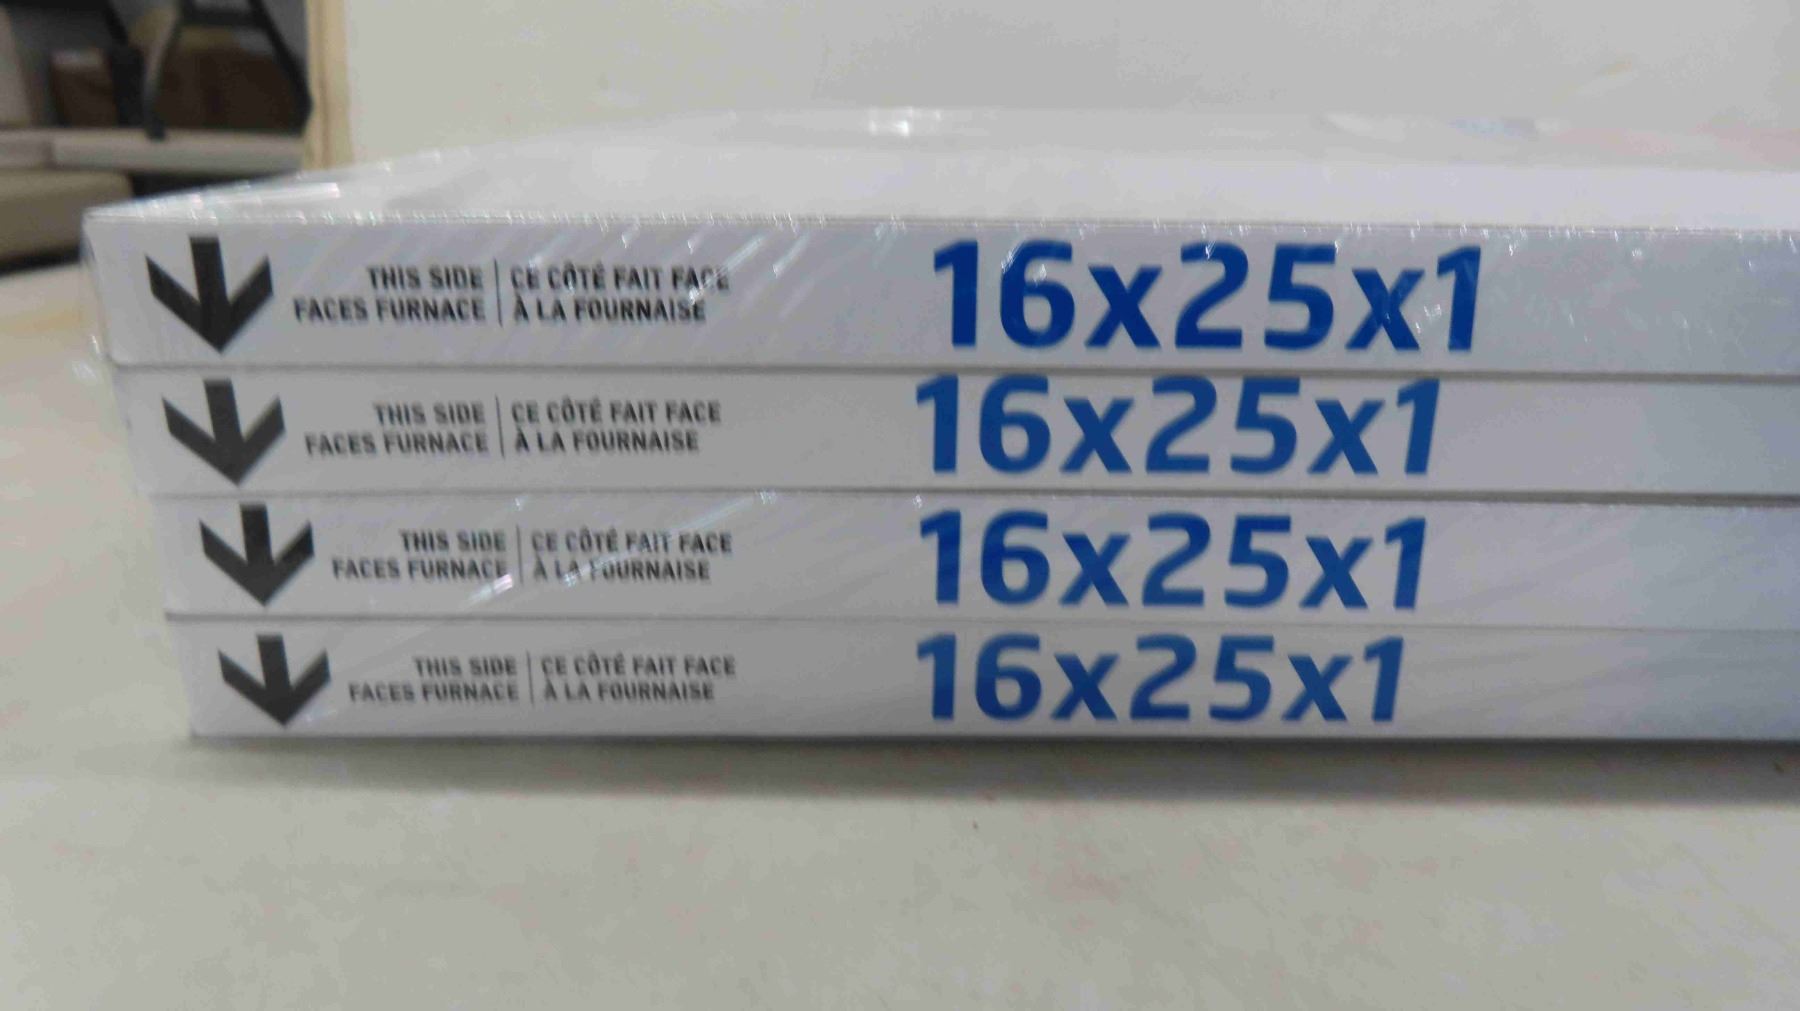 THIS SIDE
FACES FURNACE
CE CÔTÉ FAIT FACE
À LA FOURNAISE
16x25x1
THIS SIDE
FACES FURNACE
CE CÔTÉ FAIT FACE
À LA FOURNAISE
16x25x1
THIS SIDE
FACES FURNACE
CE CÔTÉ FAIT FACE
À LA FOURNAISE
16x25x1
THIS SIDE
FACES FURNACE
CE CÔTÉ FAIT FACE
À LA FOURNAISE
16x25x1